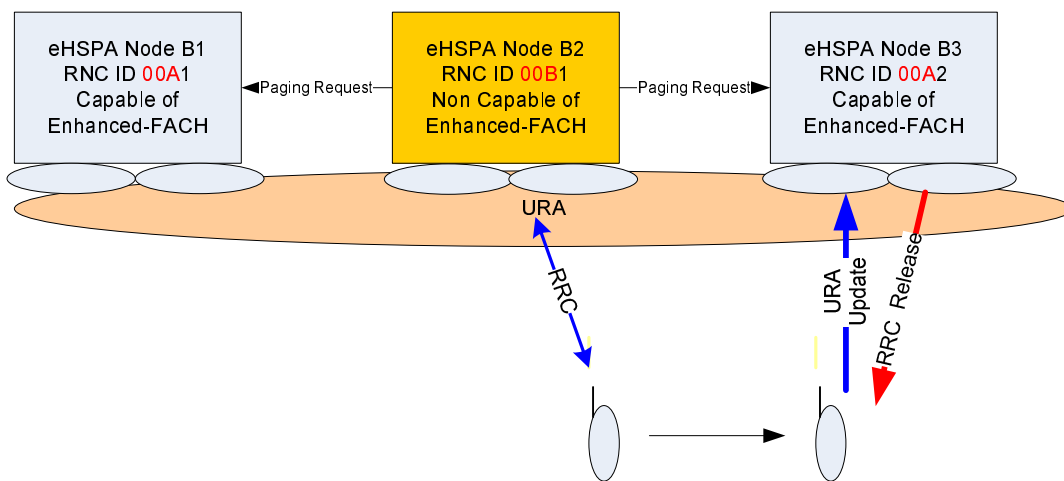 eHSPA Node B1
RNC ID 00A1
Capable of
Enhanced-FACH
Paging Request
eHSPA Node B2
RNC ID 00B1
Non Capable of
Enhanced-FACH
Paging Request
eHSPA Node B3
RNC ID 00A2
Capable of
Enhanced-FACH
URA
RRC
URA
Update
RRC Release